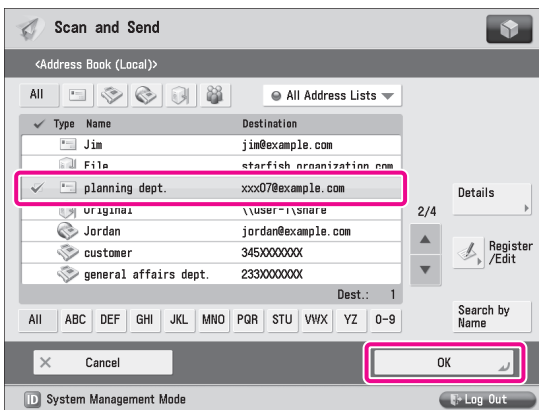 Scan and Send
<Address Book (Local)>
All
All Address Lists
Type Name Destination
Jim jim@example.com
File starfish.organization.com
planning dept. xxx07@example.com
Original \\user-1\share
Jordan jordan@example.com
customer 345XXXXXXX
general affairs dept. 233XXXXXXX
Details
2/4
Register
/Edit
Dest.: 1
All ABC DEF GHI JKL MNO PQR STU VWX YZ 0-9
Search by
Name
Cancel
OK
ID System Management Mode
Log Out